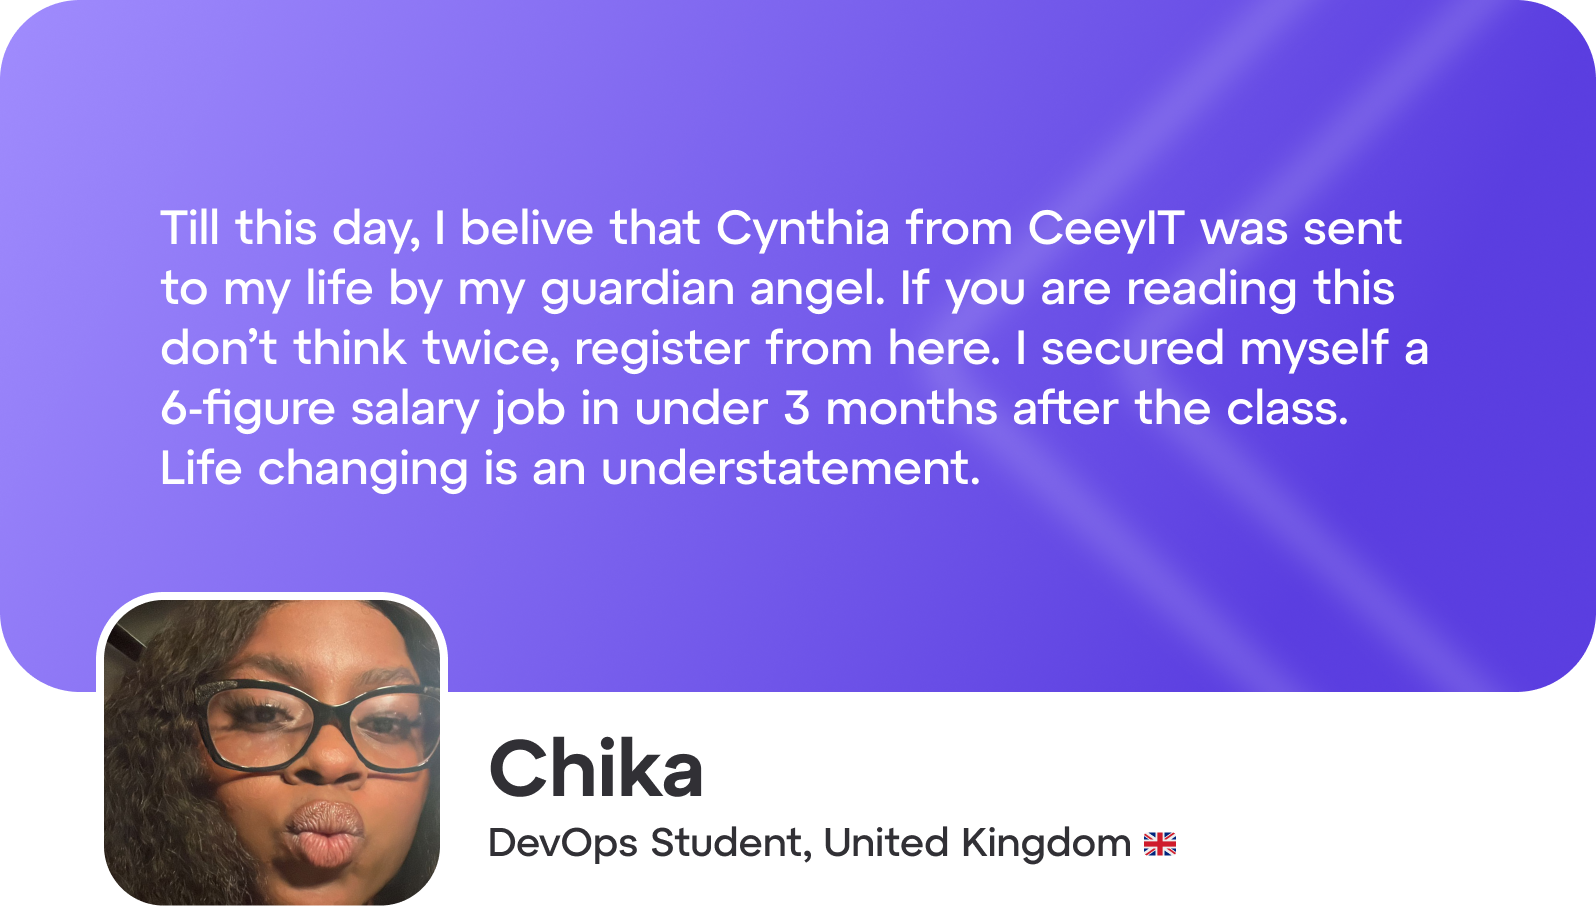 Till this day, I belive that Cynthia from CeeyIT was sent
to my life by my guardian angel. If you are reading this
don’t think twice, register from here. I secured myself a
6-figure salary job in under 3 months after the class.
Life changing is an understatement.
Chika
DevOps Student, United Kingdom 🇬🇧